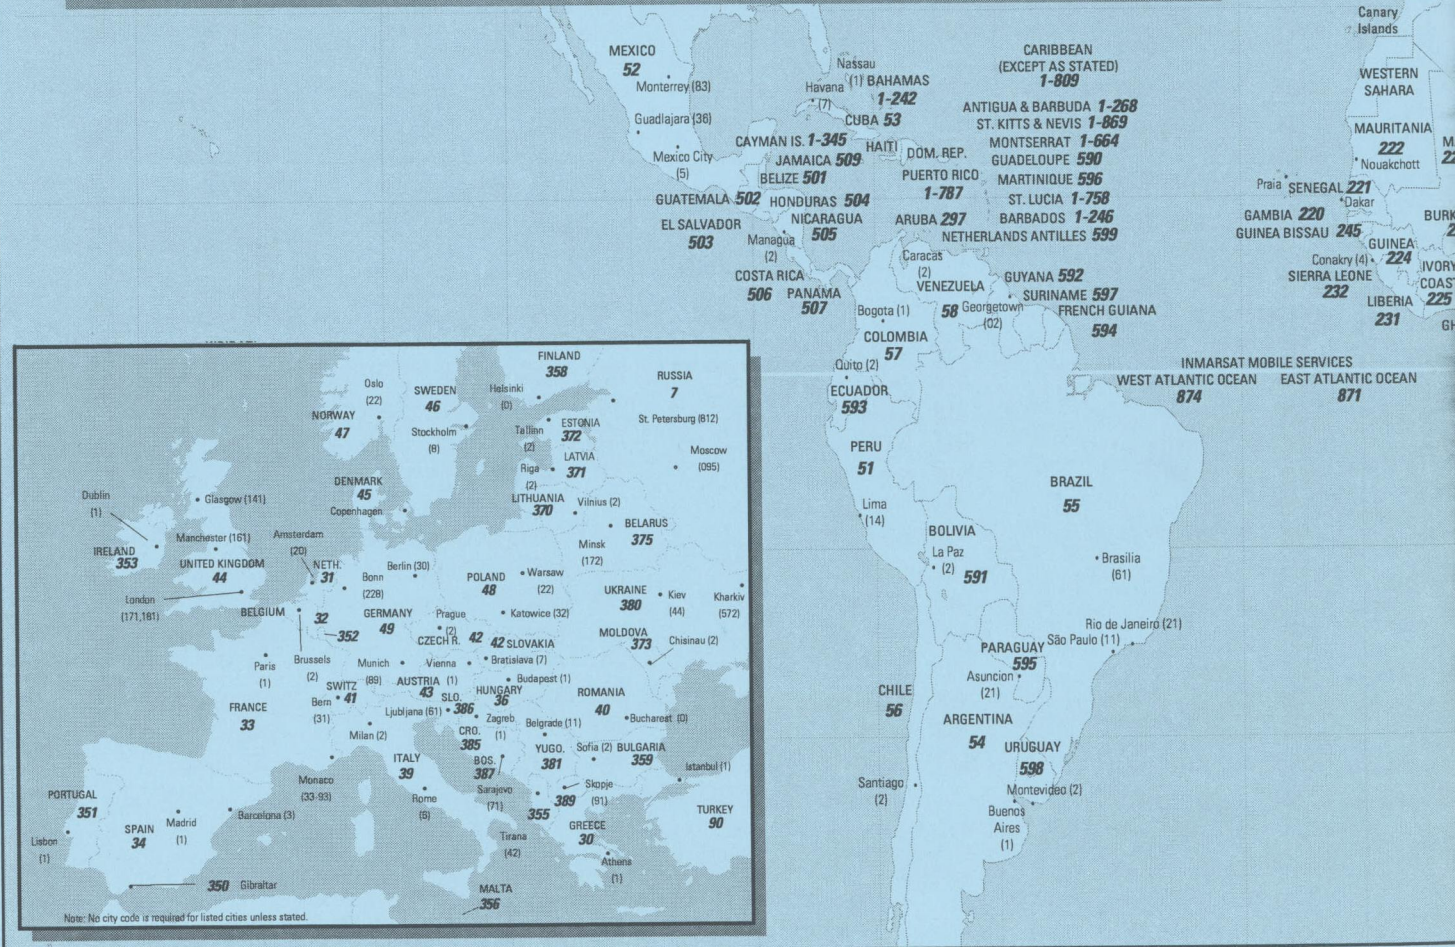 Canary
Islands
MEXICO
52
Monterrey (83)
Guadlajara (36)
Mexico City
(5)
Nassau
(1) BAHAMAS
1-242
Havana
(7)
CUBA 53
CARIBBEAN
(EXCEPT AS STATED)
1-809
ANTIGUA & BARBUDA 1-268
ST. KITTS & NEVIS 1-869
MONTSERRAT 1-664
GUADELOUPE 590
MARTINIQUE 596
ST. LUCIA 1-758
BARBADOS 1-246
NETHERLANDS ANTILLES 599
CAYMAN IS. 1-345
HAITI
DOM. REP.
JAMAICA 509
BELIZE 501
PUERTO RICO
1-787
GUATEMALA 502
HONDURAS 504
EL SALVADOR
503
NICARAGUA
505
ARUBA 297
Managua
(2)
COSTA RICA
506
PANAMA
507
Caracas
(2)
VENEZUELA
58
Georgetown
(02)
GUYANA 592
SURINAME 597
FRENCH GUIANA
594
Bogota (1)
COLOMBIA
57
Quito (2)
ECUADOR
593
PERU
51
Lima
(14)
BRAZIL
55
Brasilia
(61)
BOLIVIA
La Paz
(2)
591
Rio de Janeiro (21)
São Paulo (11)
PARAGUAY
595
Asuncion
(21)
CHILE
56
ARGENTINA
54
URUGUAY
598
Santiago
(2)
Montevideo (2)
Buenos
Aires
(1)
WESTERN
SAHARA
MAURITANIA
222
Nouakchott
Praia
SENEGAL 221
Dakar
GAMBIA 220
GUINEA BISSAU 245
GUINEA
224
Conakry (4)
SIERRA LEONE
232
IVORY
COAST
225
LIBERIA
231
INMARSAT MOBILE SERVICES
WEST ATLANTIC OCEAN
874
EAST ATLANTIC OCEAN
871
FINLAND
358
RUSSIA
7
Oslo
(22)
SWEDEN
46
Helsinki
(0)
NORWAY
47
Stockholm
(8)
Tallinn
(2)
ESTONIA
372
St. Petersburg (812)
Riga
(2)
LATVIA
371
Moscow
(095)
DENMARK
45
Copenhagen
LITHUANIA
370
Vilnius (2)
BELARUS
375
Minsk
(172)
Dublin
(1)
Glasgow (141)
IRELAND
353
Manchester (161)
UNITED KINGDOM
44
London
(171,181)
Amsterdam
(20)
NETH.
31
Bonn
(228)
Berlin (30)
POLAND
48
Warsaw
(22)
Katowice (32)
UKRAINE
380
Kiev
(44)
Kharkiv
(572)
BELGIUM
32
352
GERMANY
49
Prague
(2)
CZECH R.
42
42 SLOVAKIA
Bratislava (7)
MOLDOVA
373
Chisinau (2)
Paris
(1)
Brussels
(2)
Munich
(89)
Vienna
(1)
Budapest (1)
FRANCE
33
SWITZ
41
Bern
(31)
AUSTRIA
43
HUNGARY
36
ROMANIA
40
Bucharest (0)
Ljubljana (61)
SLO.
386
Zagreb
(1)
CRO.
385
Belgrade (11)
Milan (2)
ITALY
39
BOS.
387
YUGO.
381
Sofia (2)
BULGARIA
359
Istanbul (1)
Monaco
(33-93)
Rome
(6)
Sarajevo
(71)
355
389
Skopje
(91)
TURKEY
90
PORTUGAL
351
Lisbon
(1)
SPAIN
34
Madrid
(1)
Barcelona (3)
Tirana
(42)
GREECE
30
Athens
(1)
350 Gibraltar
MALTA
356
Note: No city code is required for listed cities unless stated.